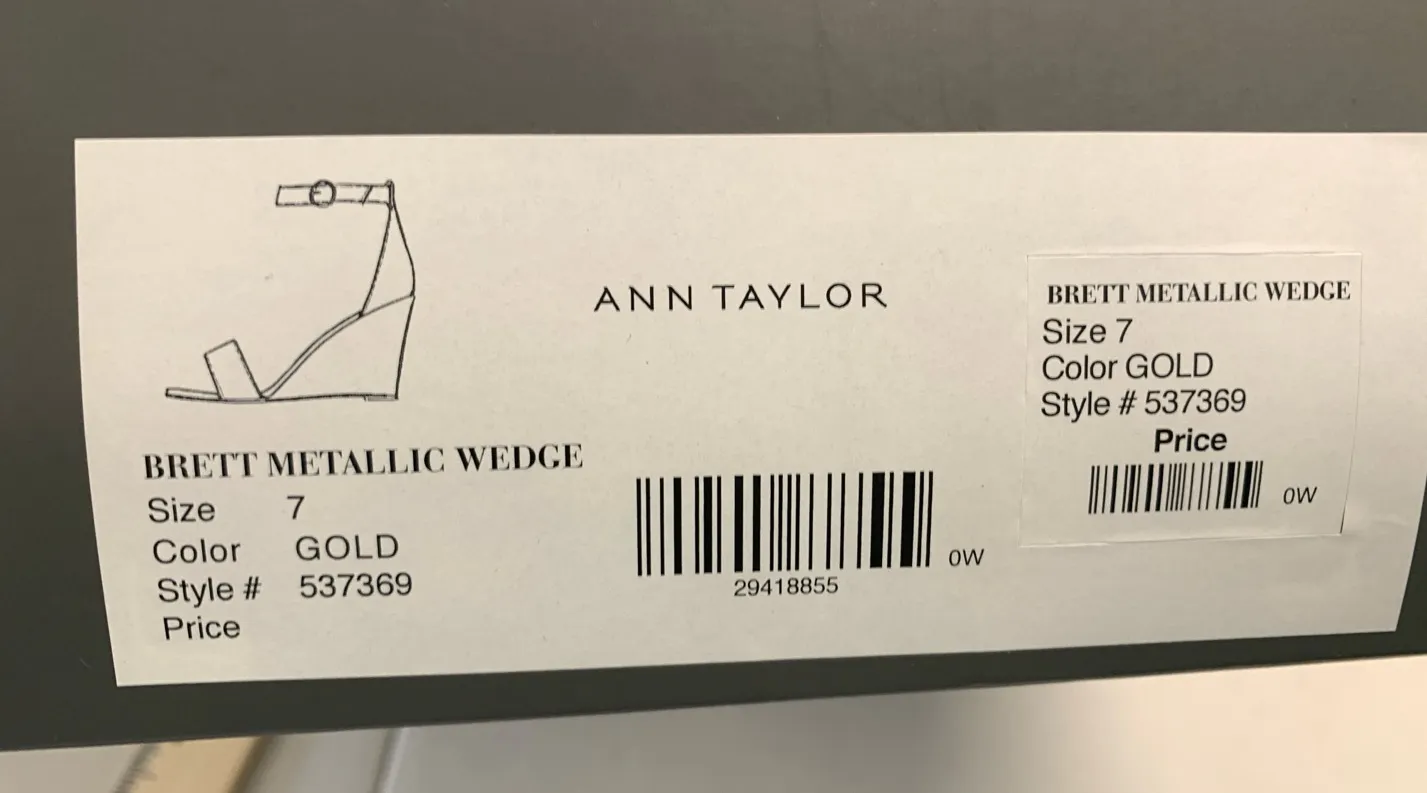 ANN TAYLOR
BRETT METALLIC WEDGE
Size 7
Color GOLD
Style # 537369
Price
29418855
0W
BRETT METALLIC WEDGE
Size 7
Color GOLD
Style # 537369
Price
0W